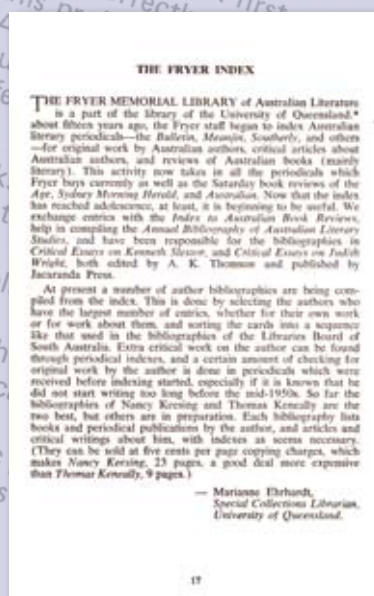 THE FRYER INDEX
THE FRYER MEMORIAL LIBRARY of Australian Literature
is a part of the library of the University of Queensland.*
about fifteen years ago, the Fryer staff began to index Australian
literary periodicals—the Bulletin, Meanjin, Southerly, and others
—for original work by Australian authors, critical articles about
Australian authors, and reviews of Australian books (mainly
literary). This activity now takes in all the periodicals which
Fryer buys currently as well as the Saturday book reviews of the
Age, Sydney Morning Herald, and Australian. Now that the index
has reached adolescence, at least, it is beginning to be useful. We
exchange entries with the Index to Australian Book Reviews,
help in compiling the Annual Bibliography of Australian Literary
Studies, and have been responsible for the bibliographies in
Critical Essays on Kenneth Slessor, and Critical Essays on Judith
Wright, both edited by A. K. Thomson and published by
Jacaranda Press.
At present a number of author bibliographies are being com-
piled from the index. This is done by selecting the authors who
have the largest number of entries, whether for their own work
or for work about them, and sorting the cards into a sequence
like that used in the bibliographies of the Libraries Board of
South Australia. Extra critical work on the author can be found
through periodical indexes, and a certain amount of checking for
original work by the author is done in periodicals which were
received before indexing started, especially if it is known that he
did not start writing too long before the mid-1950s. So far the
bibliographies of Nancy Keesing and Thomas Keneally are the
two best, but others are in preparation. Each bibliography lists
books and periodical publications by the author, and articles and
critical writings about him, with indexes as seems necessary.
(They can be sold at five cents per page copying charges, which
makes Nancy Keesing, 25 pages, a good deal more expensive
than Thomas Keneally, 9 pages.)
— Marianne Ehrhardt,
Special Collections Librarian,
University of Queensland.
17